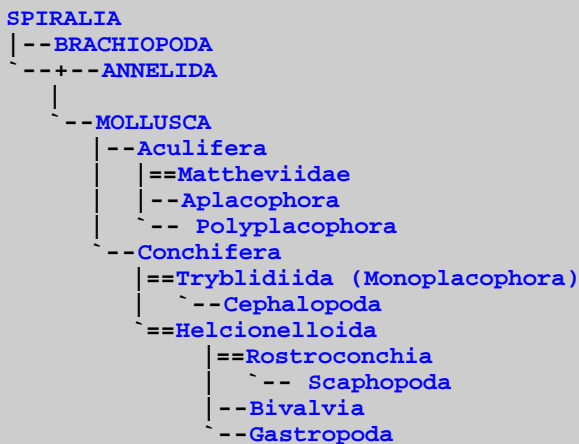 SPIRALIA
|--BRACHIOPODA
`--+--ANNELIDA
   |
   `--MOLLUSCA
      |--Aculifera
      |  |==Mattheviidae
      |  |--Aplacophora
      |  `-- Polyplacophora
      `--Conchifera
         |==Tryblidiida (Monoplacophora)
         |  `--Cephalopoda
         `==Helcionelloida
            |==Rostroconchia
            |  `-- Scaphopoda
            |--Bivalvia
            `--Gastropoda